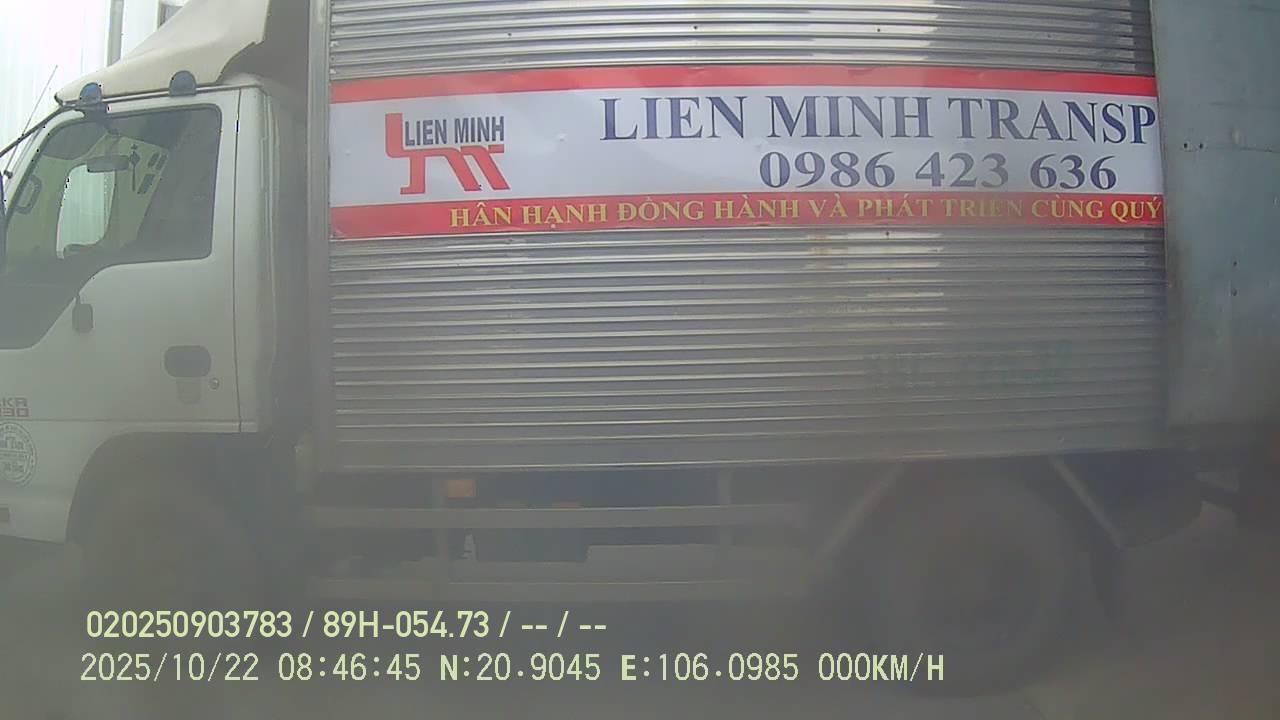 LIEN MINH
LIEN MINH TRANSP
0986 423 636
HÂN HẠNH ĐỒNG HÀNH VÀ PHÁT TRIỂN CÙNG QUÝ
020250903783 / 89H-054.73 / -- / --
2025/10/22 08:46:45 N:20.9045 E:106.0985 000KM/H